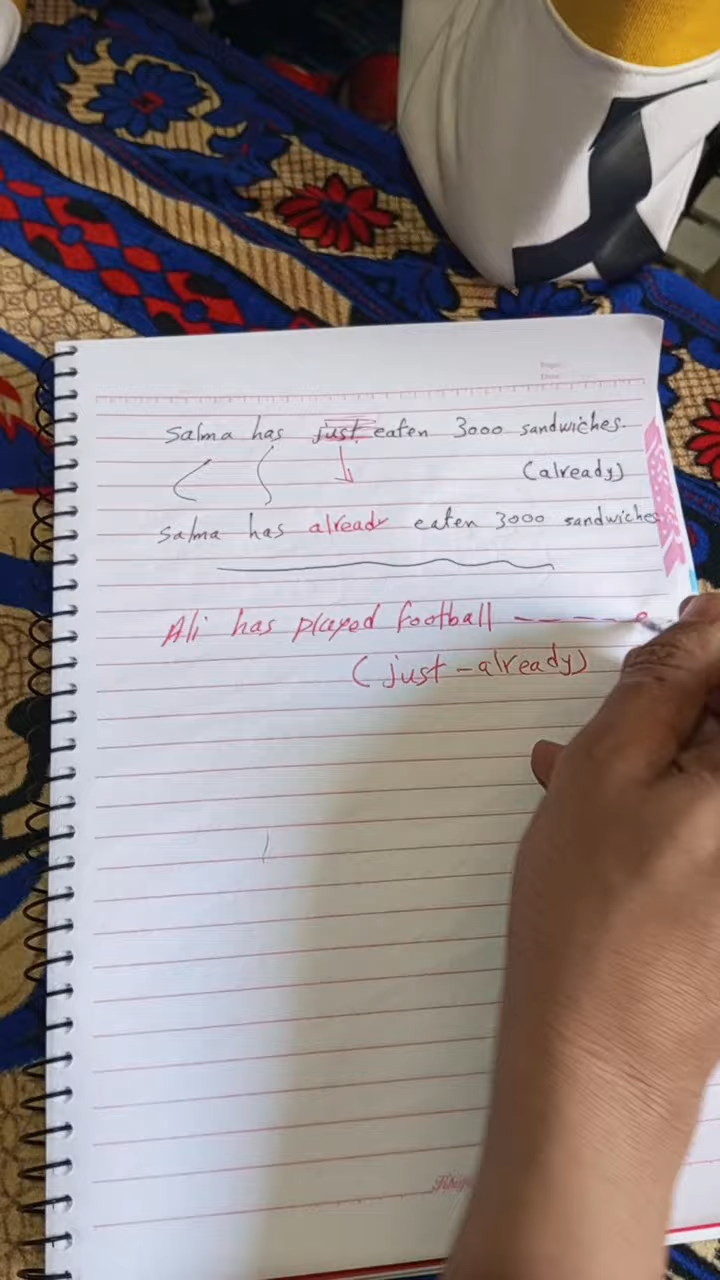 Salma has just eaten 3000 sandwiches.
(already)
Salma has already eaten 3000 sandwiches
Ali has played football ------
(just - already)